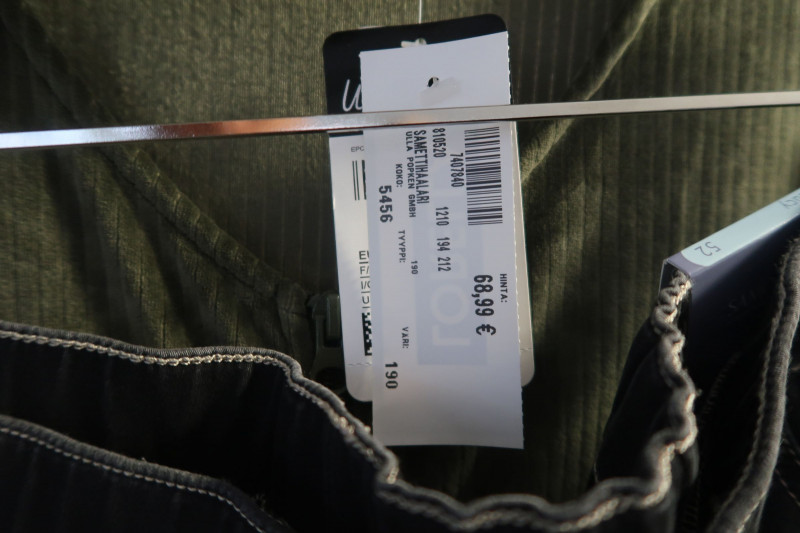 7407840
810520 1210 194 212
SAMETTIHAALARI
ULLA POPKEN GMBH
KOKO: TYYPPI: 190 VÄRI:
5456 190
HINTA:
68,99 €
EPC
52